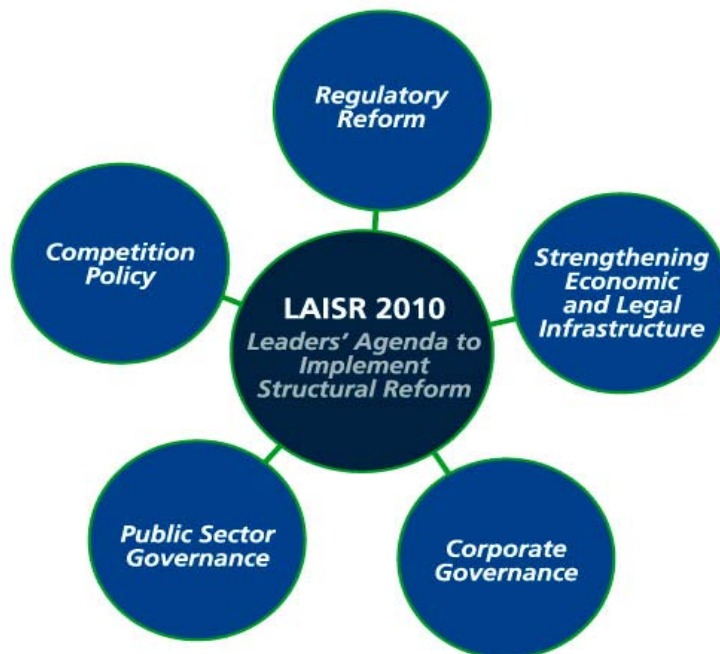 Regulatory
Reform
Competition
Policy
Strengthening
Economic
and Legal
Infrastructure
LAISR 2010
Leaders' Agenda to
Implement
Structural Reform
Public Sector
Governance
Corporate
Governance